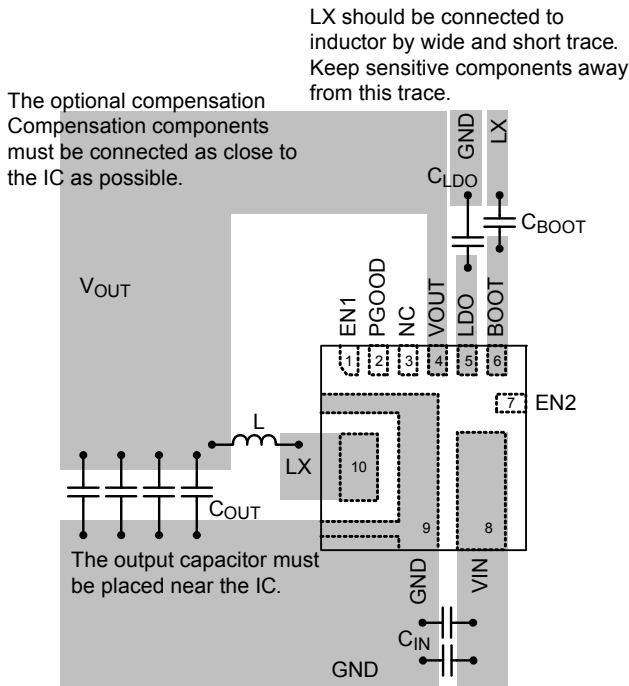 LX should be connected to
inductor by wide and short trace.
Keep sensitive components away
from this trace.
The optional compensation
Compensation components
must be connected as close to
the IC as possible.
GND
LX
CLDO
CBOOT
VOUT
EN1
PGOOD
NC
VOUT
LDO
BOOT
1
2
3
4
5
6
7
EN2
L
LX
10
COUT
9
8
The output capacitor must
be placed near the IC.
GND
VIN
CIN
GND